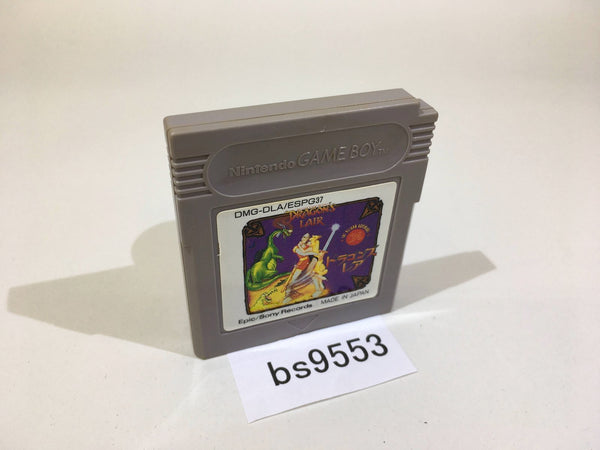 Nintendo GAME BOY TM
DMG-DLA/ESPG37
DRAGON'S
LAIR
ドラゴンズ
レア
Epic/Sony Records MADE IN JAPAN
bs9553